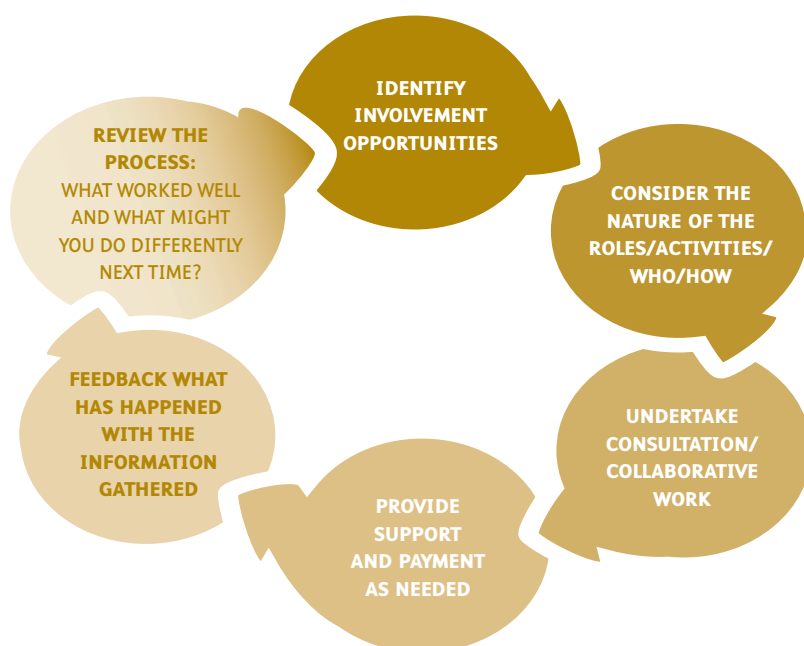 IDENTIFY
INVOLVEMENT
OPPORTUNITIES
CONSIDER THE
NATURE OF THE
ROLES/ACTIVITIES/
WHO/HOW
UNDERTAKE
CONSULTATION/
COLLABORATIVE
WORK
PROVIDE
SUPPORT
AND PAYMENT
AS NEEDED
FEEDBACK WHAT
HAS HAPPENED
WITH THE
INFORMATION
GATHERED
REVIEW THE
PROCESS:
WHAT WORKED WELL
AND WHAT MIGHT
YOU DO DIFFERENTLY
NEXT TIME?